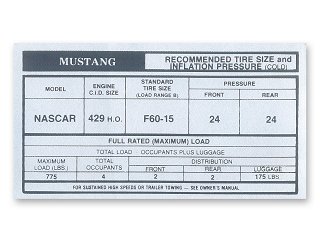 MUSTANG
RECOMMENDED TIRE SIZE and
INFLATION PRESSURE (COLD)
MODEL
ENGINE
C.I.D. SIZE
STANDARD
TIRE SIZE
(LOAD RANGE B)
PRESSURE
FRONT REAR
NASCAR 429 H.O. F60-15 24 24
FULL RATED (MAXIMUM) LOAD
TOTAL LOAD OCCUPANTS PLUS LUGGAGE
MAXIMUM
LOAD (LBS.)
TOTAL
OCCUPANTS
DISTRIBUTION
FRONT REAR LUGGAGE
775 4 2 2 175 LBS
FOR SUSTAINED HIGH SPEEDS OR TRAILER TOWING — SEE OWNER'S MANUAL